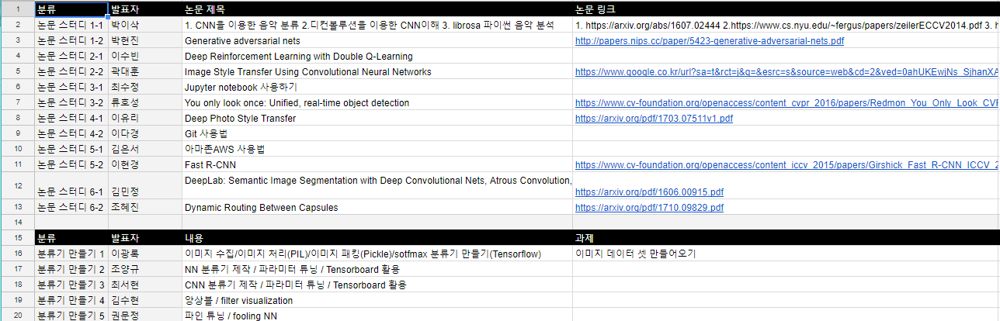 1 분류 발표자 논문 제목 논문 링크
2 논문 스터디 1-1 박이삭 1. CNN을 이용한 음악 분류 2.디컨볼루션을 이용한 CNN이해 3. librosa 파이썬 음악 분석 1. https://arxiv.org/abs/1607.02444 2.https://www.cs.nyu.edu/~fergus/papers/zeilerECCV2014.pdf 3. h
3 논문 스터디 1-2 박현진 Generative adversarial nets http://papers.nips.cc/paper/5423-generative-adversarial-nets.pdf
4 논문 스터디 2-1 이수빈 Deep Reinforcement Learning with Double Q-Learning
5 논문 스터디 2-2 곽대훈 Image Style Transfer Using Convolutional Neural Networks https://www.google.co.kr/url?sa=t&rct=j&q=&esrc=s&source=web&cd=2&ved=0ahUKEwjNs_SjhanXA
6 논문 스터디 3-1 최수정 Jupyter notebook 사용하기
7 논문 스터디 3-2 류호성 You only look once: Unified, real-time object detection https://www.cv-foundation.org/openaccess/content_cvpr_2016/papers/Redmon_You_Only_Look_CVI
8 논문 스터디 4-1 이유리 Deep Photo Style Transfer https://arxiv.org/pdf/1703.07511v1.pdf
9 논문 스터디 4-2 이다경 Git 사용법
10 논문 스터디 5-1 김은서 아마존AWS 사용법
11 논문 스터디 5-2 이현경 Fast R-CNN https://www.cv-foundation.org/openaccess/content_iccv_2015/papers/Girshick_Fast_R-CNN_ICCV_2
12 논문 스터디 6-1 김민정 DeepLab: Semantic Image Segmentation with Deep Convolutional Nets, Atrous Convolution, https://arxiv.org/pdf/1606.00915.pdf
13 논문 스터디 6-2 조혜진 Dynamic Routing Between Capsules https://arxiv.org/pdf/1710.09829.pdf
14
15 분류 발표자 내용 과제
16 분류기 만들기 1 이광록 이미지 수집/이미지 처리(PIL)/이미지 패킹(Pickle)/sotfmax 분류기 만들기(Tensorflow) 이미지 데이터 셋 만들어오기
17 분류기 만들기 2 조양규 NN 분류기 제작 / 파라미터 튜닝 / Tensorboard 활용
18 분류기 만들기 3 최서현 CNN 분류기 제작 / 파라미터 튜닝 / Tensorboard 활용
19 분류기 만들기 4 김수현 앙상블 / filter visualization
20 분류기 만들기 5 권문정 파인 튜닝 / fooling NN